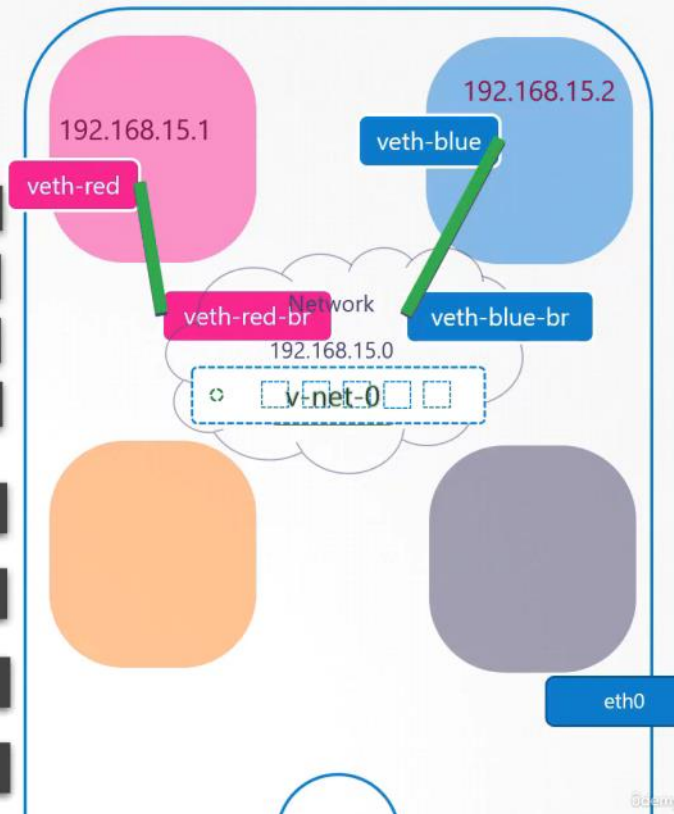 192.168.15.1
192.168.15.2
veth-red
veth-blue
Network
veth-red-br
veth-blue-br
192.168.15.0
v-net-0
eth0